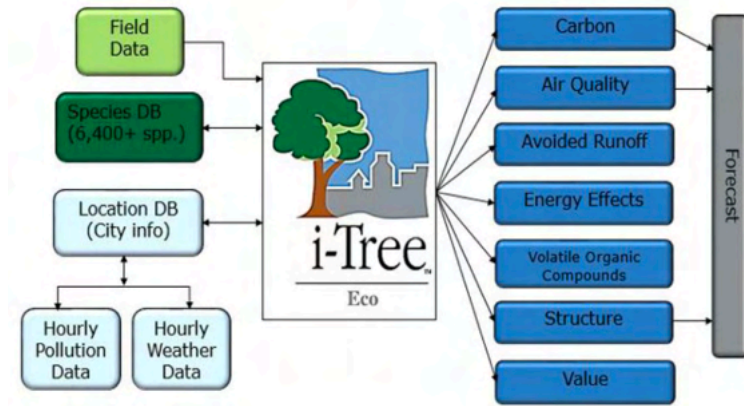 Field
Data
Species DB
(6,400+ spp.)
Location DB
(City info)
Hourly
Pollution
Data
Hourly
Weather
Data
i-Tree™
Eco
Carbon
Air Quality
Avoided Runoff
Energy Effects
Volatile Organic
Compounds
Structure
Value
Forecast